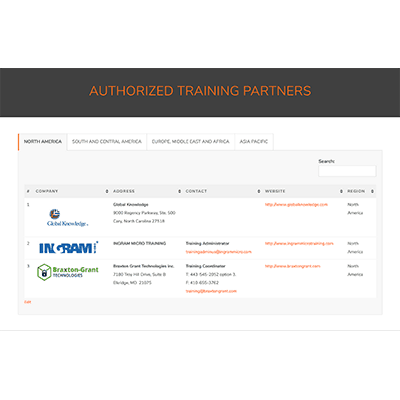 AUTHORIZED TRAINING PARTNERS
NORTH AMERICA
SOUTH AND CENTRAL AMERICA
EUROPE, MIDDLE EAST AND AFRICA
ASIA PACIFIC
Search:
# COMPANY ADDRESS CONTACT WEBSITE REGION
1 Global Knowledge http://www.globalknowledge.com North
9000 Regency Parkway, Ste. 500 America
Global Knowledge Cary, North Carolina 27518
2 INGRAM INGRAM MICRO TRAINING Training Administrator http://www.ingrammicrotraining.com North
America
3 Braxton-Grant TECHNOLOGIES Braxton Grant Technologies Inc. Training Coordinator http://www.braxtongrant.com North
7180 Troy Hill Drive, Suite B T: 443-545-2052 option 3, America
Elkridge, MD. 21075 F: 410-855-3762
training@braxtongrant.com
Edit